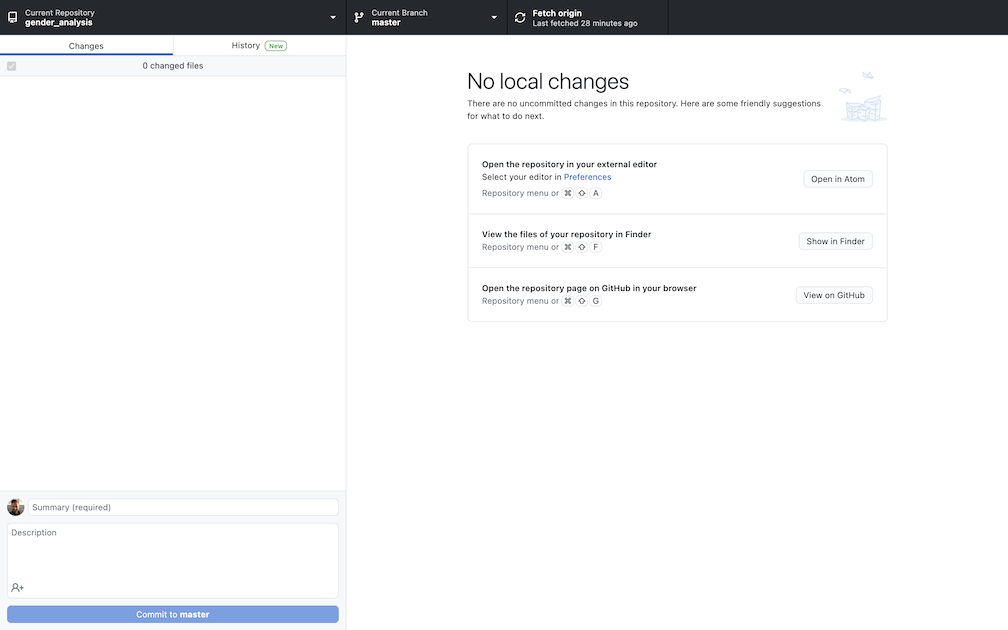 Current Repository
gender_analysis
Current Branch
master
Fetch origin
Last fetched 28 minutes ago
Changes
History New
0 changed files
No local changes
There are no uncommitted changes in this repository. Here are some friendly suggestions
for what to do next.
Open the repository in your external editor
Select your editor in Preferences
Repository menu or ⌘ ⇧ A
Open in Atom
View the files of your repository in Finder
Repository menu or ⌘ ⇧ F
Show in Finder
Open the repository page on GitHub in your browser
Repository menu or ⌘ ⇧ G
View on GitHub
Summary (required)
Description
Commit to master